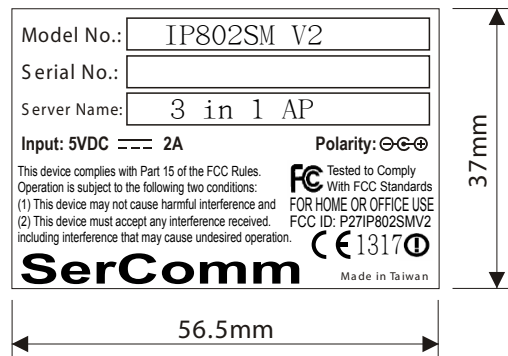 Model No.: IP802SM V2
Serial No.:
Server Name: 3 in 1 AP
Input: 5VDC 2A
Polarity:
This device complies with Part 15 of the FCC Rules.
Operation is subject to the following two conditions:
(1) This device may not cause harmful interference and
(2) This device must accept any interference received.
including interference that may cause undesired operation.
FC Tested to Comply
With FCC Standards
FOR HOME OR OFFICE USE
FCC ID: P27IP802SMV2
CE1317
SerComm
Made in Taiwan
37mm
56.5mm